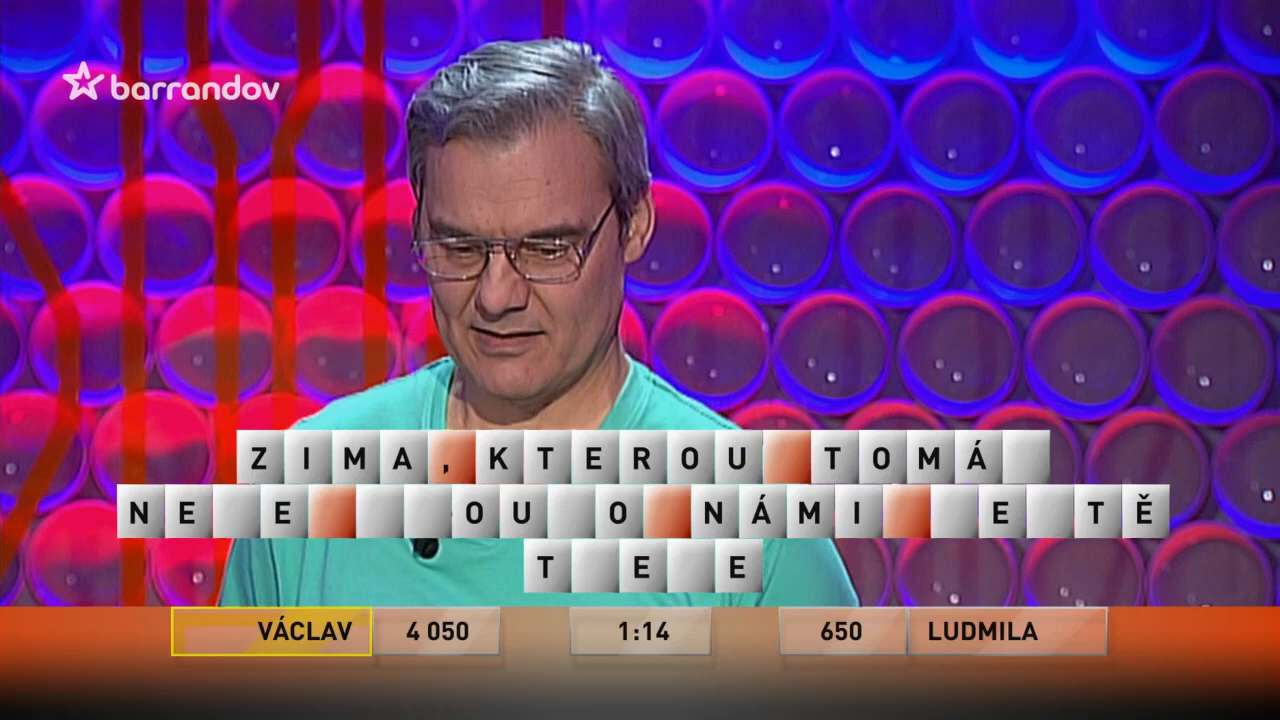 barrandov
ZIMA, KTEROU TOMÁ
NE E   OU O NÁMI  E TĚ
T E E
VÁCLAV 4 050 1:14 650 LUDMILA